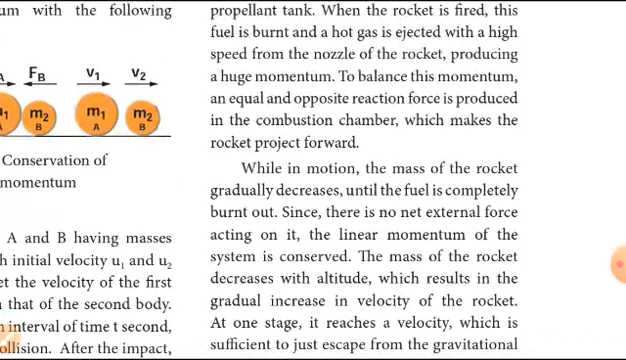 um with the following
A
F_B
v₁
v₂
m₁
A
m₂
B
m₁
A
m₂
B
Conservation of
momentum
A and B having masses
h initial velocity u₁ and u₂
et the velocity of the first
that of the second body.
interval of time t second,
ollision. After the impact,
propellant tank. When the rocket is fired, this
fuel is burnt and a hot gas is ejected with a high
speed from the nozzle of the rocket, producing
a huge momentum. To balance this momentum,
an equal and opposite reaction force is produced
in the combustion chamber, which makes the
rocket project forward.
While in motion, the mass of the rocket
gradually decreases, until the fuel is completely
burnt out. Since, there is no net external force
acting on it, the linear momentum of the
system is conserved. The mass of the rocket
decreases with altitude, which results in the
gradual increase in velocity of the rocket.
At one stage, it reaches a velocity, which is
sufficient to just escape from the gravitational